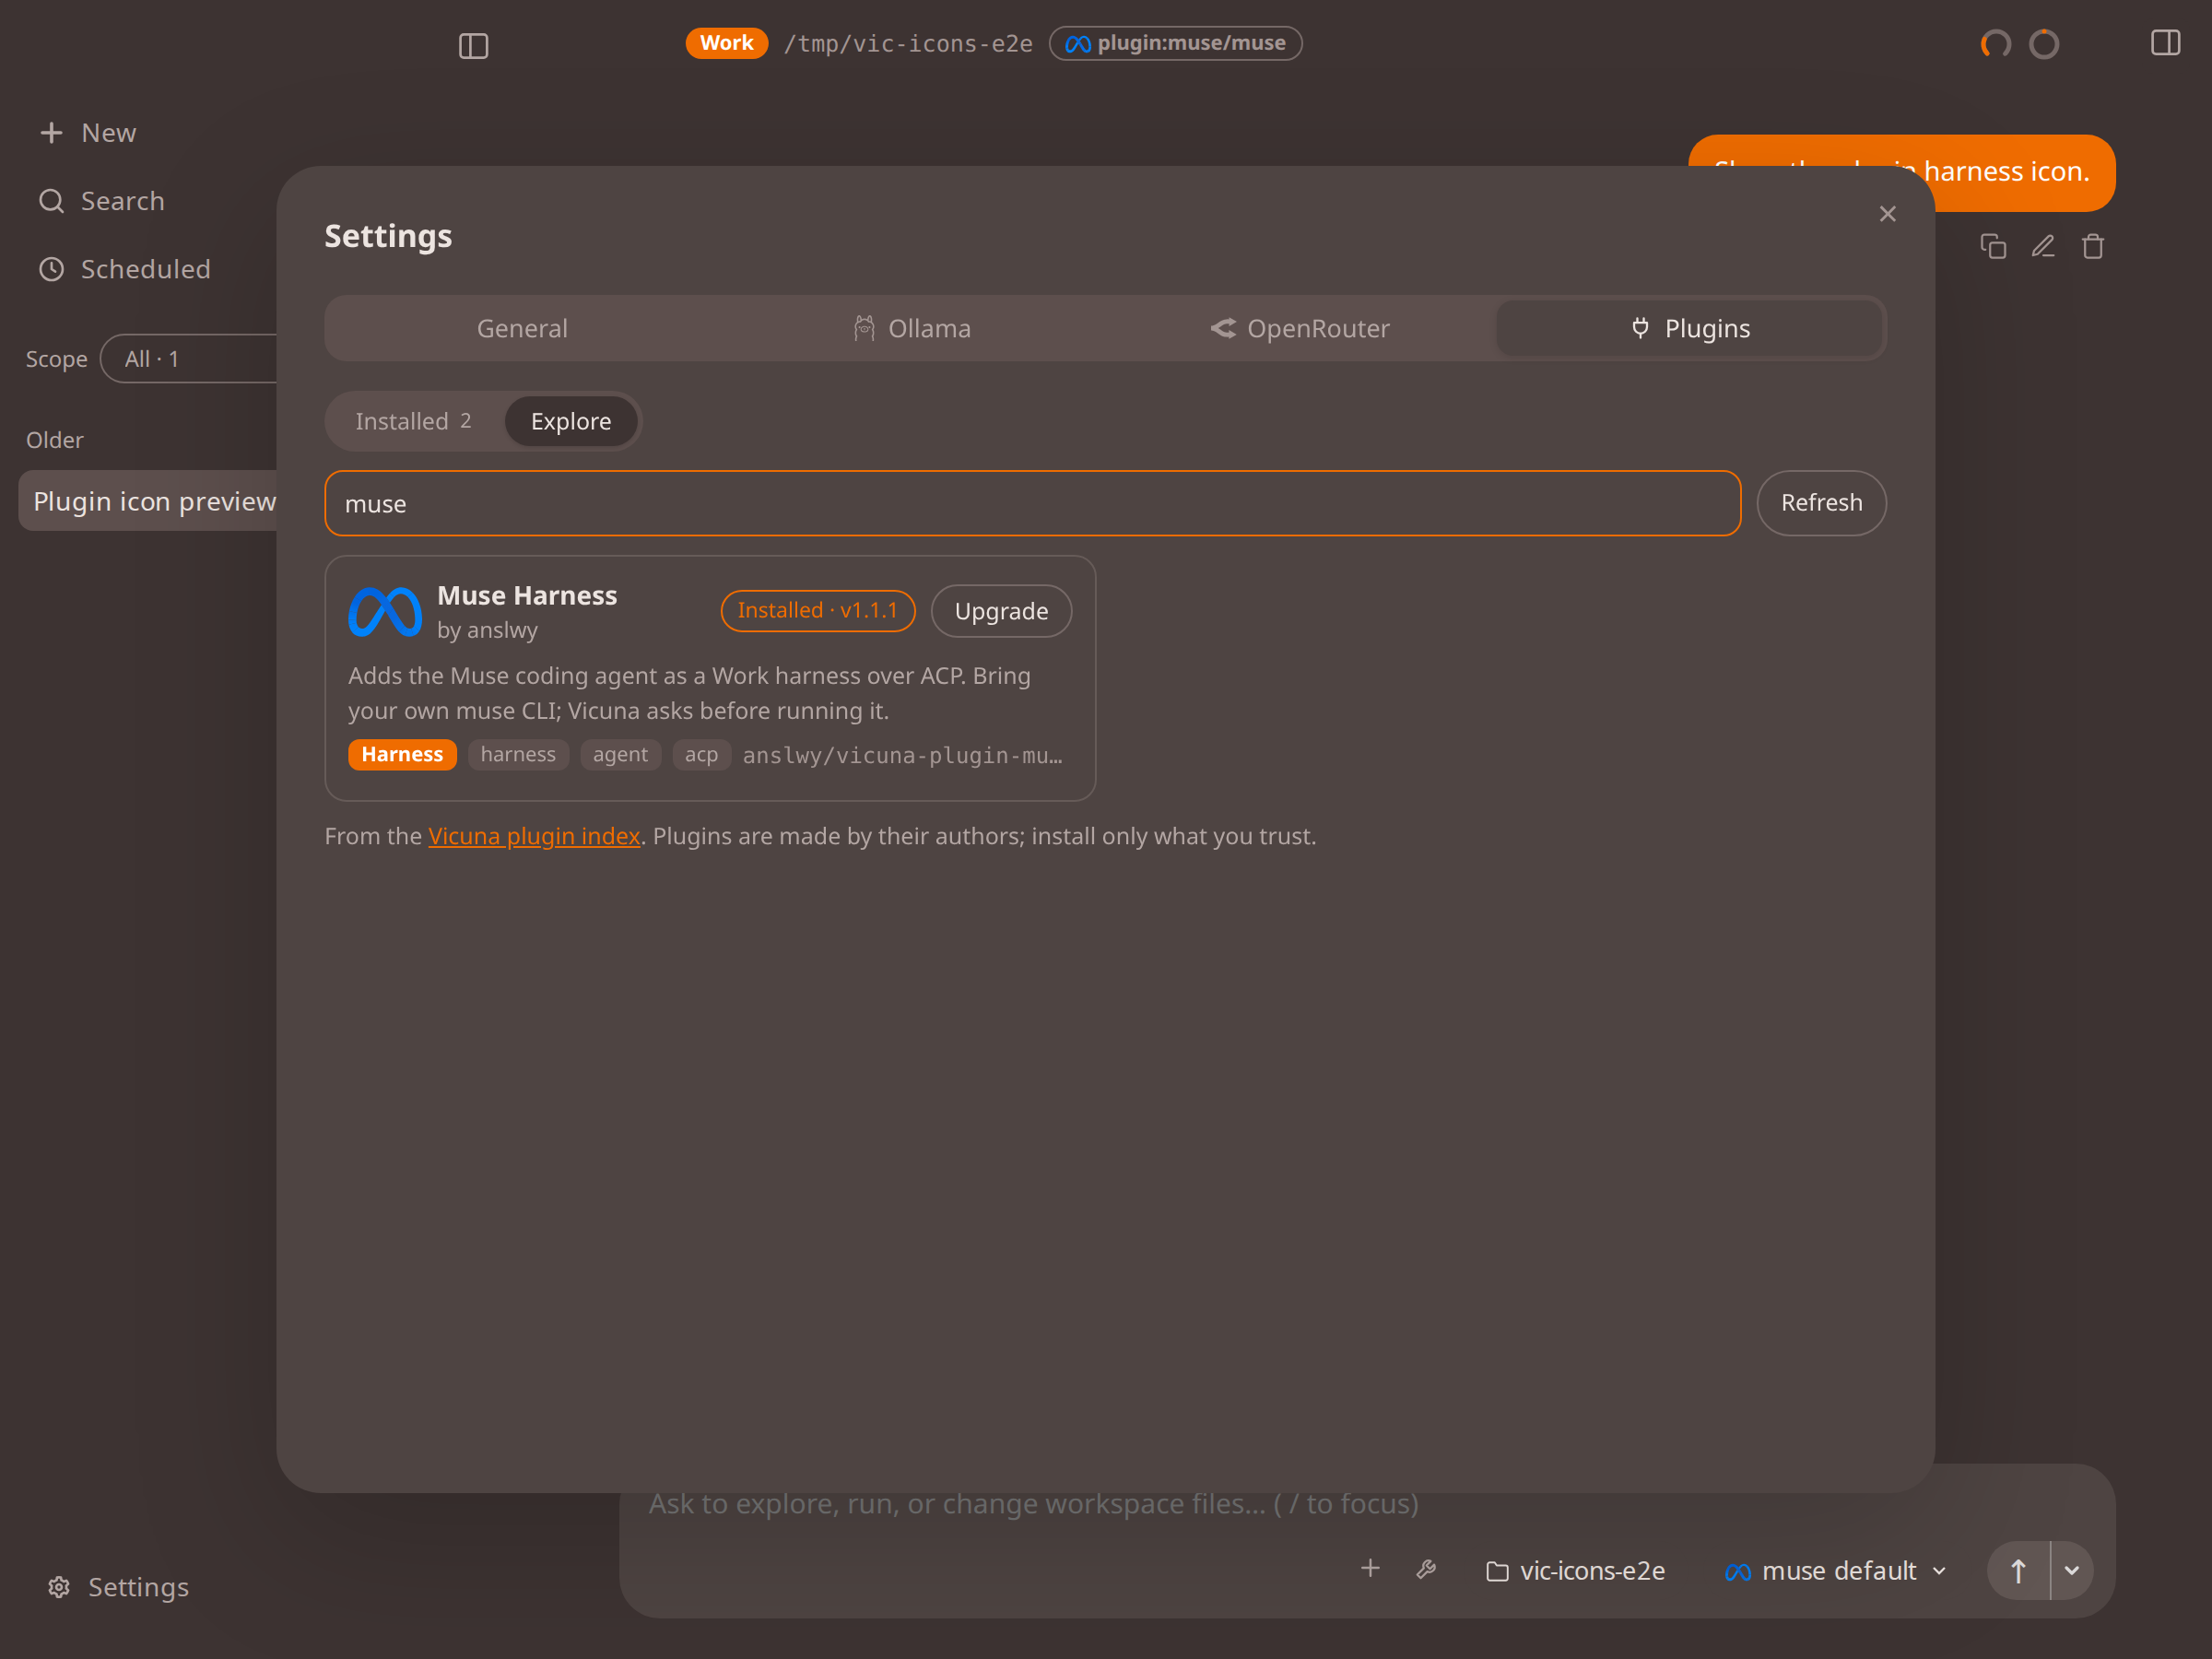 Work /tmp/vic-icons-e2e plugin:muse/muse
New
Search
Scheduled
Scope All · 1
Older
Plugin icon preview
harness icon.
Settings
General Ollama OpenRouter Plugins
Installed 2 Explore
muse Refresh
Muse Harness
by anslwy
Installed · v1.1.1 Upgrade
Adds the Muse coding agent as a Work harness over ACP. Bring
your own muse CLI; Vicuna asks before running it.
Harness harness agent acp anslwy/vicuna-plugin-mu…
From the Vicuna plugin index. Plugins are made by their authors; install only what you trust.
Ask to explore, run, or change workspace files... ( / to focus)
vic-icons-e2e muse default
Settings